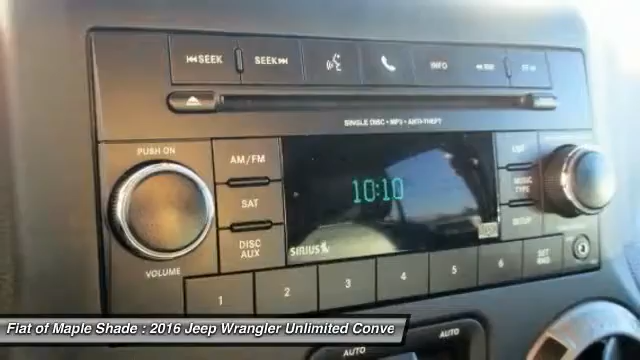 SEEK SEEK INFO
SINGLE DISC • MP3 • ANTI-THEFT
PUSH ON
AM/FM
SAT
DISC
AUX
VOLUME
10:10
SIRIUS
MUSIC
TYPE
SETUP
1 2 3 4 5 6
Fiat of Maple Shade : 2016 Jeep Wrangler Unlimited Conve
AUTO AUTO